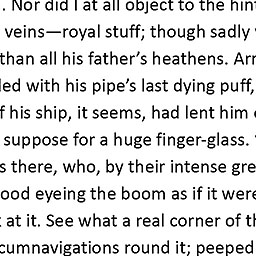 . Nor did I at all object to the hin
veins—royal stuff; though sadly
than all his father’s heathens. Arr
led with his pipe’s last dying puff,
f his ship, it seems, had lent him
suppose for a huge finger-glass.
s there, who, by their intense gre
ood eyeing the boom as if it were
at it. See what a real corner of th
cumnavigations round it; peeped